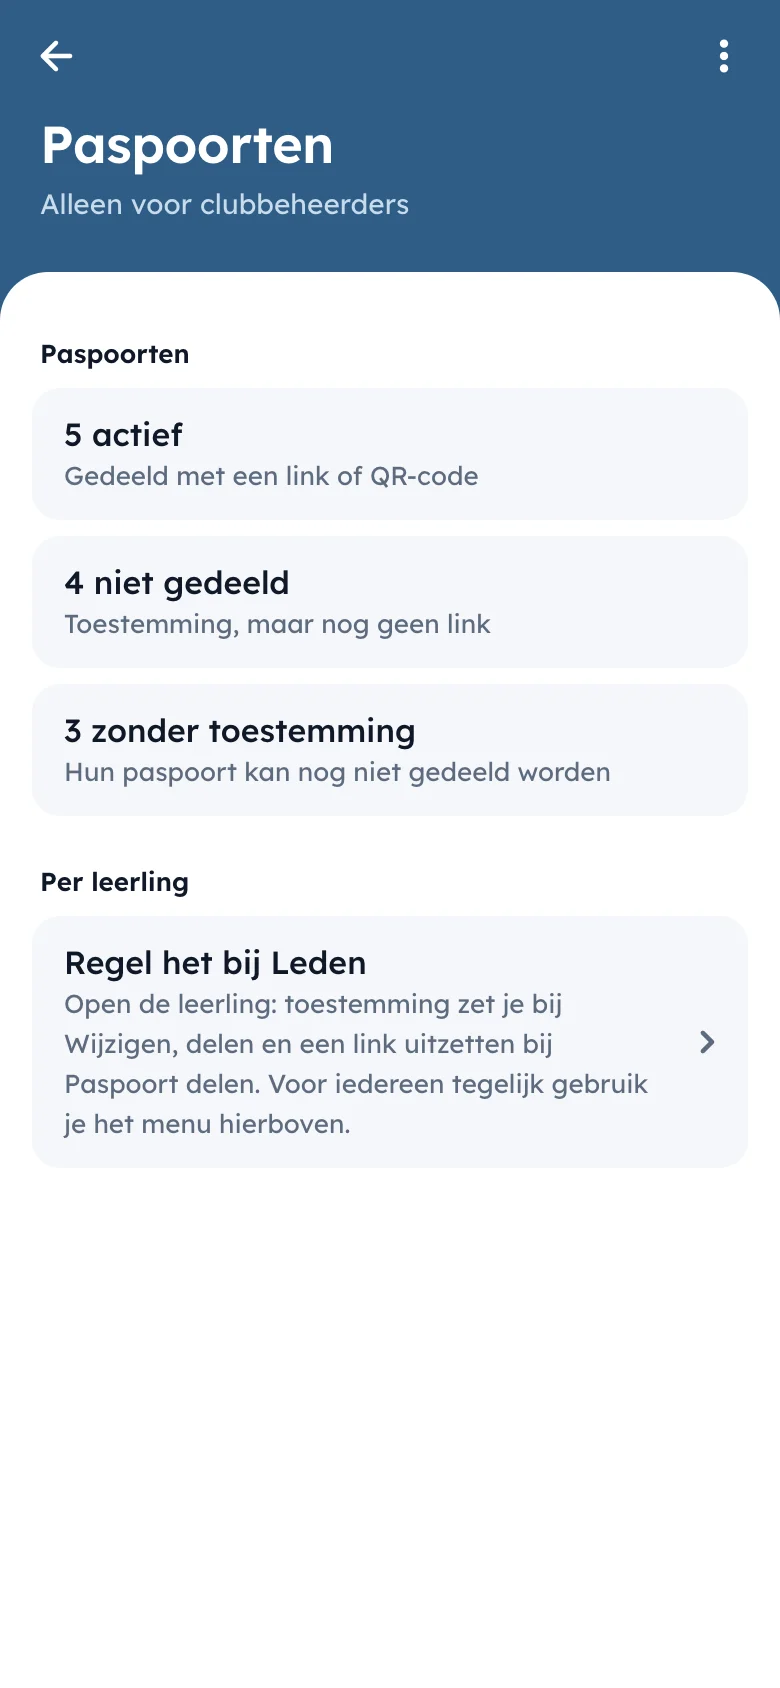 Paspoorten
Alleen voor clubbeheerders
Paspoorten
5 actief
Gedeeld met een link of QR-code
4 niet gedeeld
Toestemming, maar nog geen link
3 zonder toestemming
Hun paspoort kan nog niet gedeeld worden
Per leerling
Regel het bij Leden
Open de leerling: toestemming zet je bij
Wijzigen, delen en een link uitzetten bij
Paspoort delen. Voor iedereen tegelijk gebruik
je het menu hierboven.